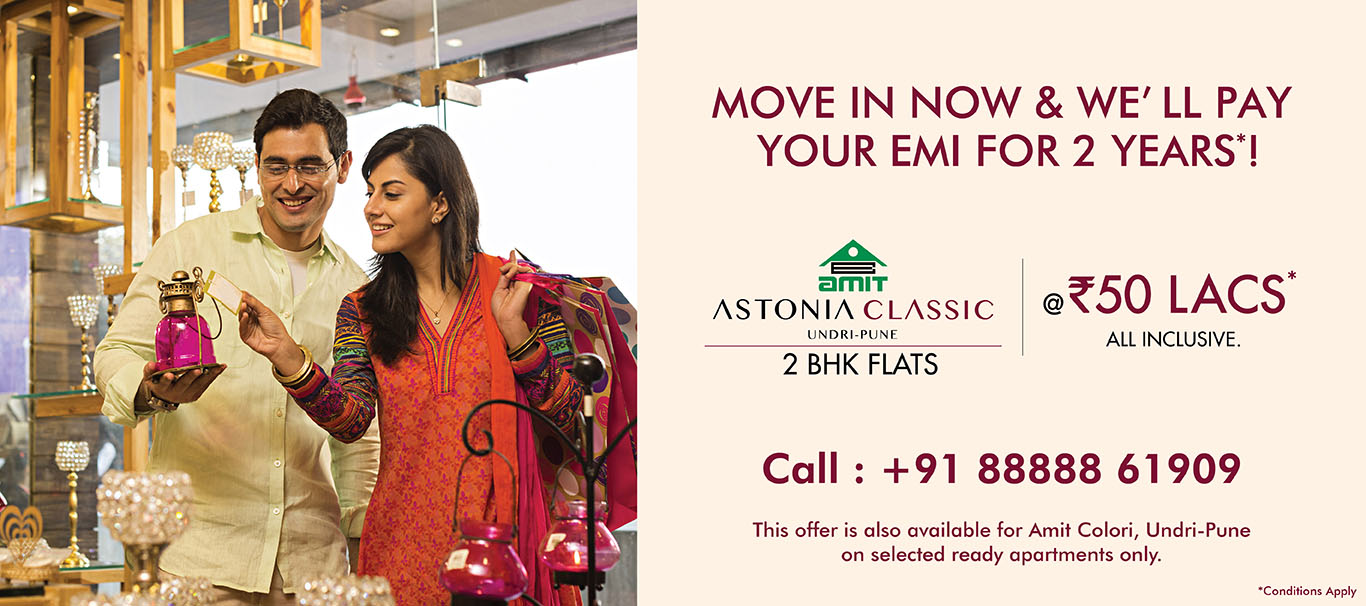 MOVE IN NOW & WE' LL PAY
YOUR EMI FOR 2 YEARS*!
amit
ASTONIA CLASSIC
UNDRI-PUNE
2 BHK FLATS
@₹50 LACS*
ALL INCLUSIVE.
Call : +91 88888 61909
This offer is also available for Amit Colori, Undri-Pune
on selected ready apartments only.
*Conditions Apply